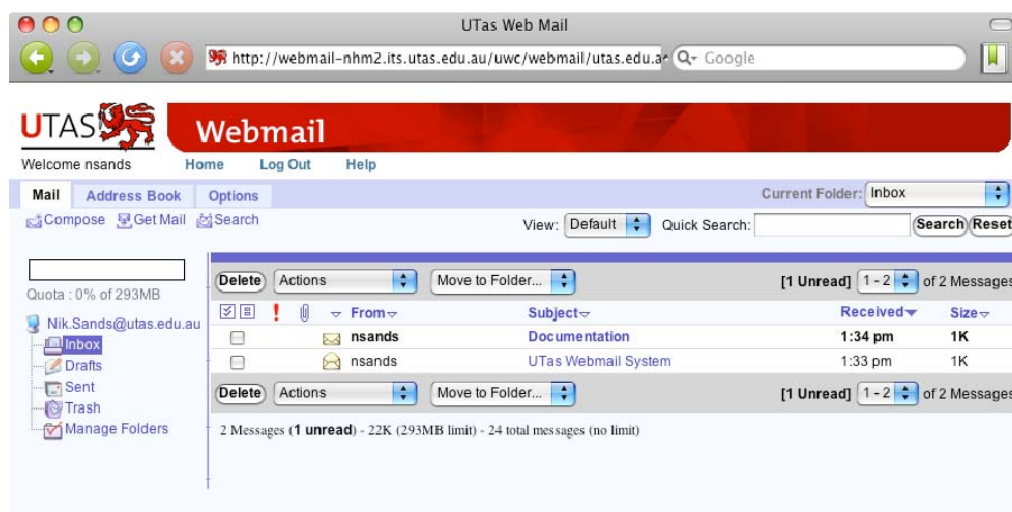 UTas Web Mail
http://webmail-nhm2.its.utas.edu.au/uwc/webmail/utas.edu.a Google
UTAS Webmail
Welcome nsands Home Log Out Help
Mail Address Book Options Current Folder: Inbox
Compose Get Mail Search View: Default Quick Search: Search Reset
Delete Actions Move to Folder... [1 Unread] 1 - 2 of 2 Messages
Quota : 0% of 293MB
! From Subject Received Size
Nik.Sands@utas.edu.au
nsands Documentation 1:34 pm 1K
Inbox
nsands UTas Webmail System 1:33 pm 1K
Drafts
Sent
Delete Actions Move to Folder... [1 Unread] 1 - 2 of 2 Messages
Trash
Manage Folders
2 Messages (1 unread) - 22K (293MB limit) - 24 total messages (no limit)